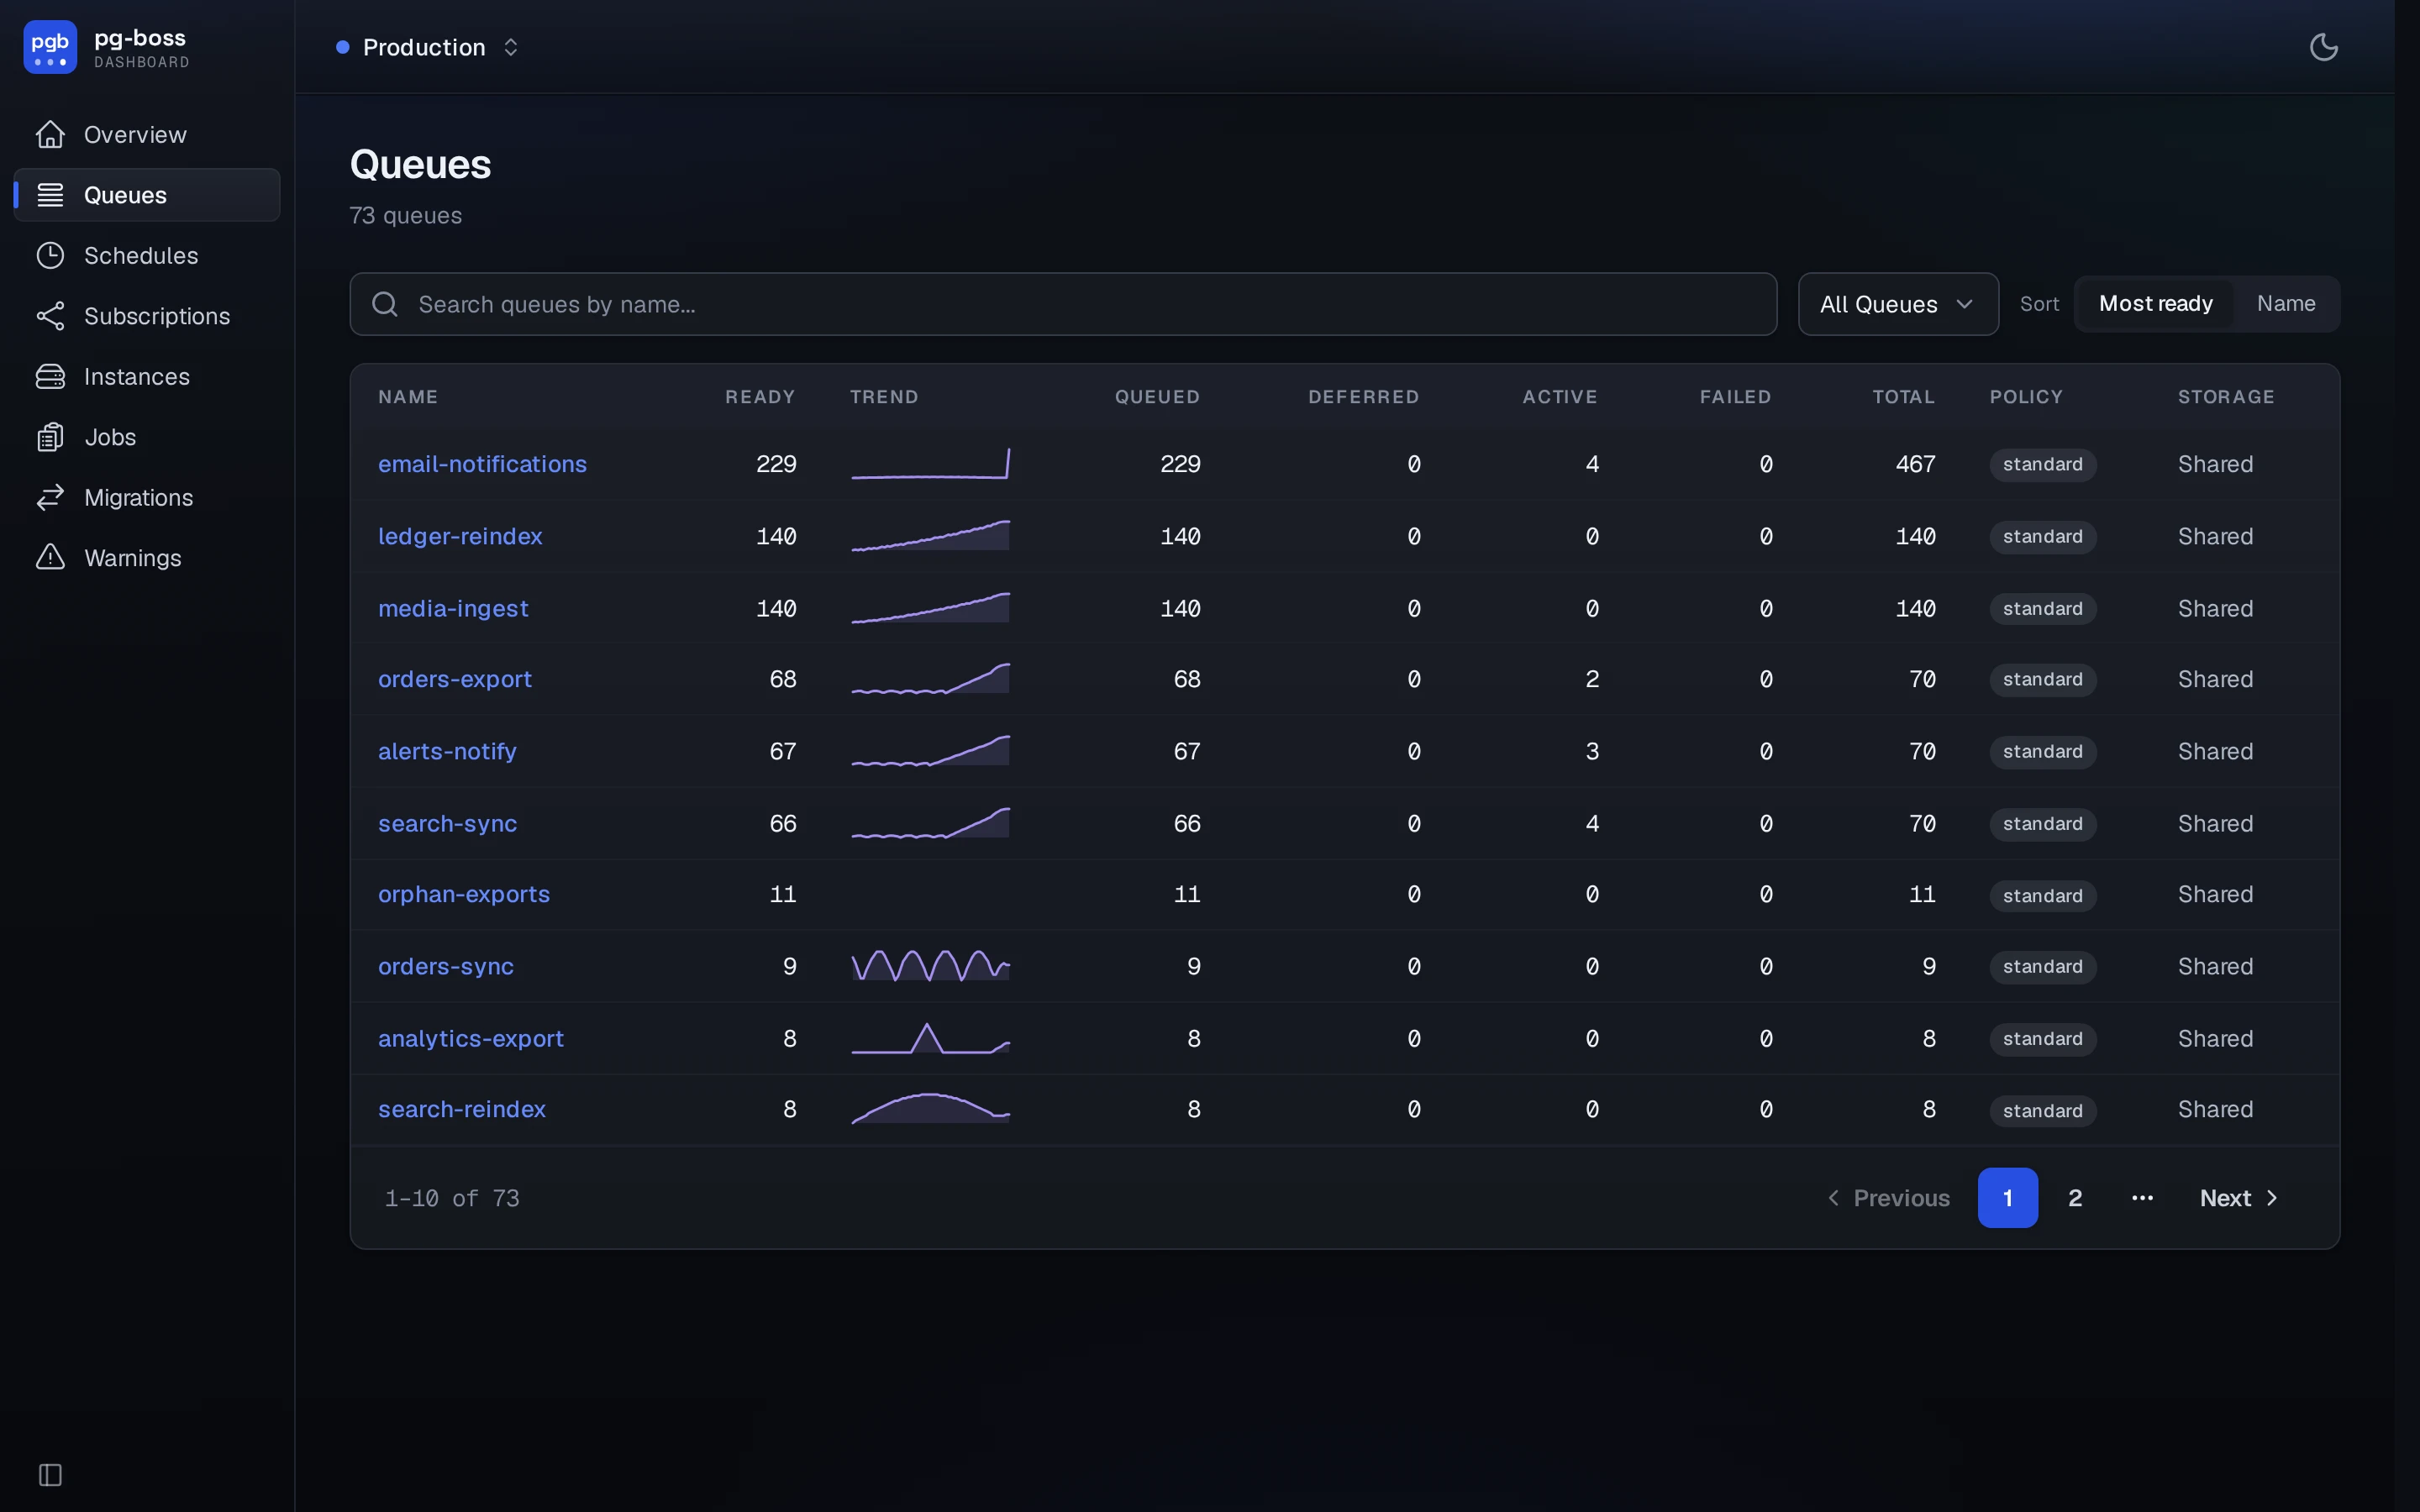 pgb
pg-boss
DASHBOARD
Overview
Queues
Schedules
Subscriptions
Instances
Jobs
Migrations
Warnings
Production
Queues
73 queues
Search queues by name...
All Queues
Sort
Most ready
Name
NAME READY TREND QUEUED DEFERRED ACTIVE FAILED TOTAL POLICY STORAGE
email-notifications 229 229 0 4 0 467 standard Shared
ledger-reindex 140 140 0 0 0 140 standard Shared
media-ingest 140 140 0 0 0 140 standard Shared
orders-export 68 68 0 2 0 70 standard Shared
alerts-notify 67 67 0 3 0 70 standard Shared
search-sync 66 66 0 4 0 70 standard Shared
orphan-exports 11 11 0 0 0 11 standard Shared
orders-sync 9 9 0 0 0 9 standard Shared
analytics-export 8 8 0 0 0 8 standard Shared
search-reindex 8 8 0 0 0 8 standard Shared
1–10 of 73
Previous 1 2 ... Next